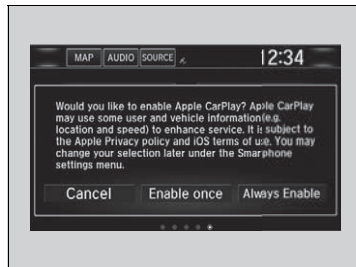 MAP AUDIO SOURCE 12:34
Would you like to enable Apple CarPlay? Aple CarPlay
may use some user and vehicle information(e.g.
location and speed) to enhance service. It is subject to
the Apple Privacy policy and iOS terms of use. You may
change your selection later under the Smarphone
settings menu.
Cancel Enable once Always Enable